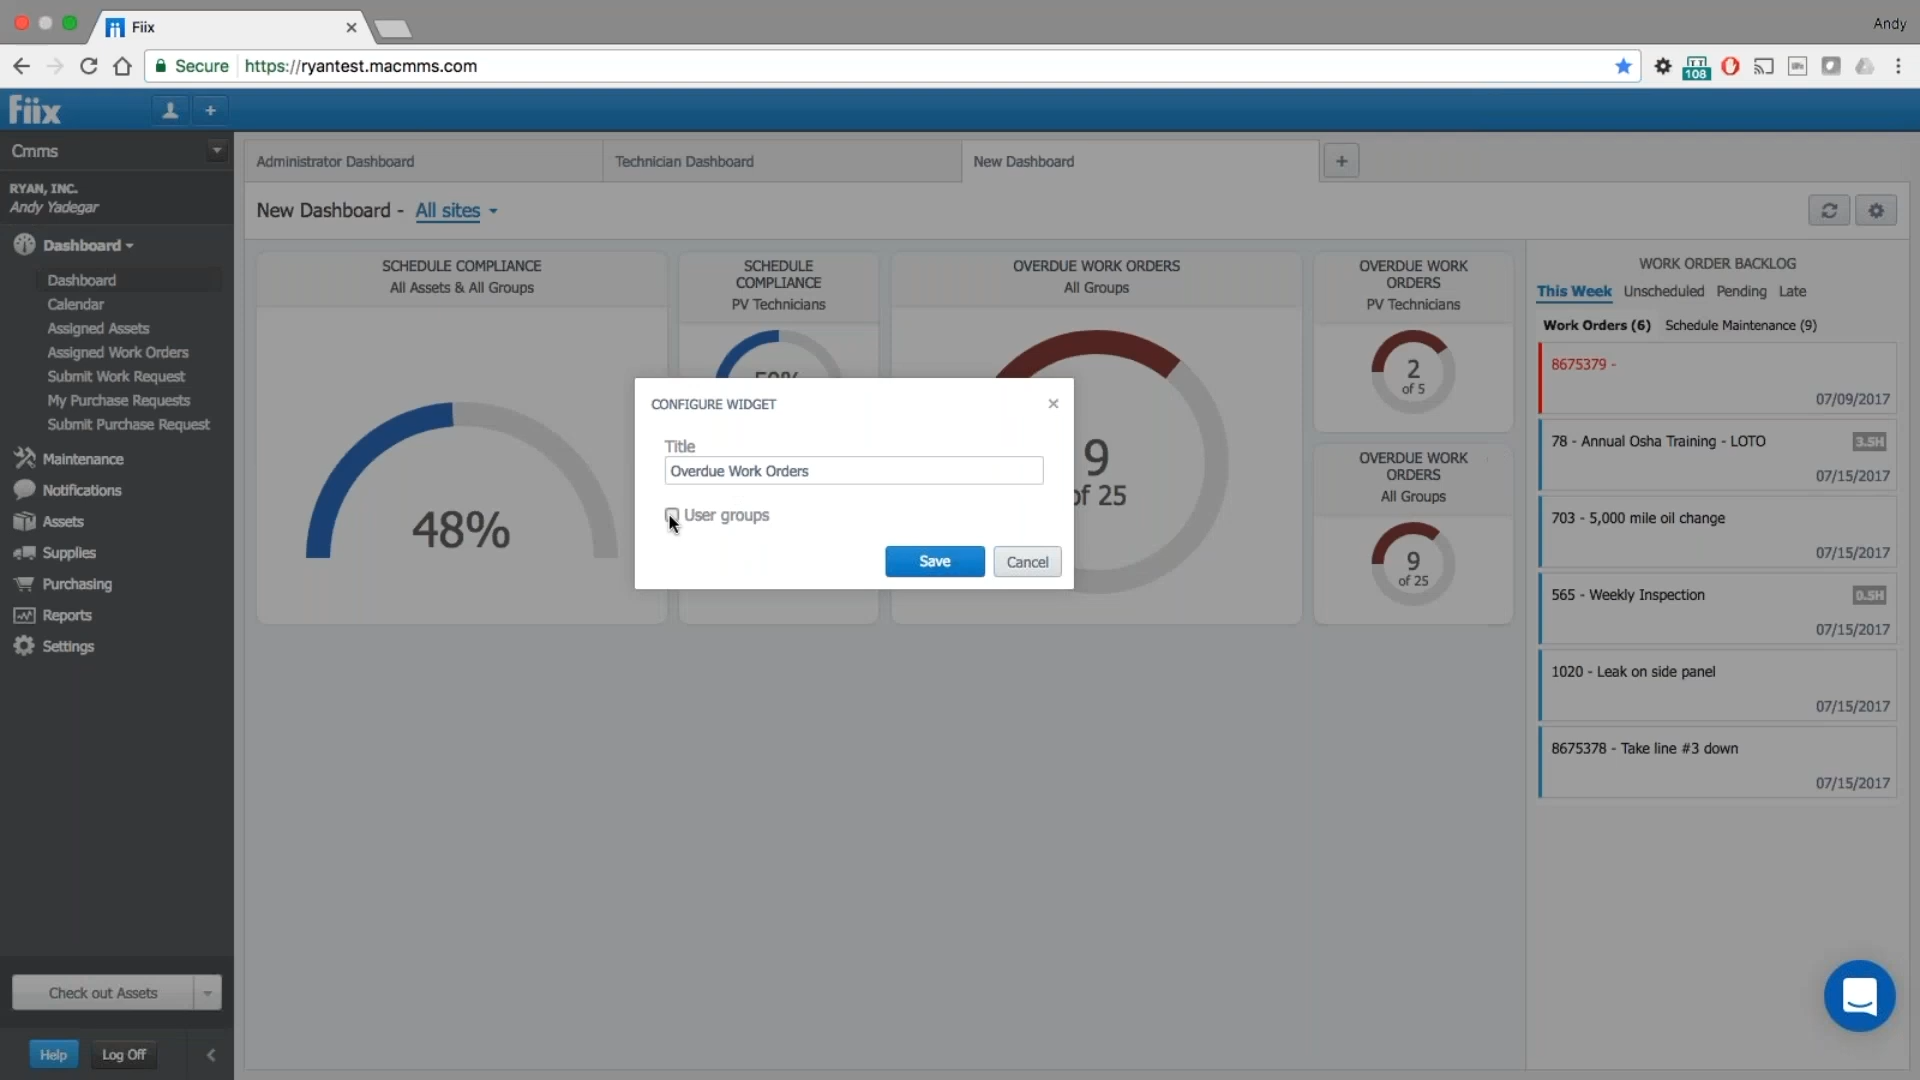 Fiix
Andy
Secure
https://ryantest.macmms.com
108
fiix
Cmms
RYAN, INC.
Andy Yadegar
Dashboard
Dashboard
Calendar
Assigned Assets
Assigned Work Orders
Submit Work Request
My Purchase Requests
Submit Purchase Request
Maintenance
Notifications
Assets
Supplies
Purchasing
Reports
Settings
Check out Assets
Help
Log Off
Administrator Dashboard
Technician Dashboard
New Dashboard
New Dashboard - All sites
SCHEDULE COMPLIANCE
All Assets & All Groups
48%
SCHEDULE
COMPLIANCE
PV Technicians
OVERDUE WORK ORDERS
All Groups
9
of 25
OVERDUE WORK
ORDERS
PV Technicians
2
of 5
OVERDUE WORK
ORDERS
All Groups
9
of 25
CONFIGURE WIDGET
Title
Overdue Work Orders
User groups
Save
Cancel
WORK ORDER BACKLOG
This Week Unscheduled Pending Late
Work Orders (6) Schedule Maintenance (9)
8675379 -
07/09/2017
78 - Annual Osha Training - LOTO
3.5H
07/15/2017
703 - 5,000 mile oil change
07/15/2017
565 - Weekly Inspection
0.5H
07/15/2017
1020 - Leak on side panel
07/15/2017
8675378 - Take line #3 down
07/15/2017